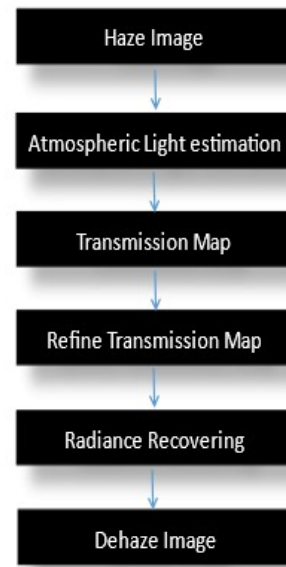 Haze Image
Atmospheric Light estimation
Transmission Map
Refine Transmission Map
Radiance Recovering
Dehaze Image